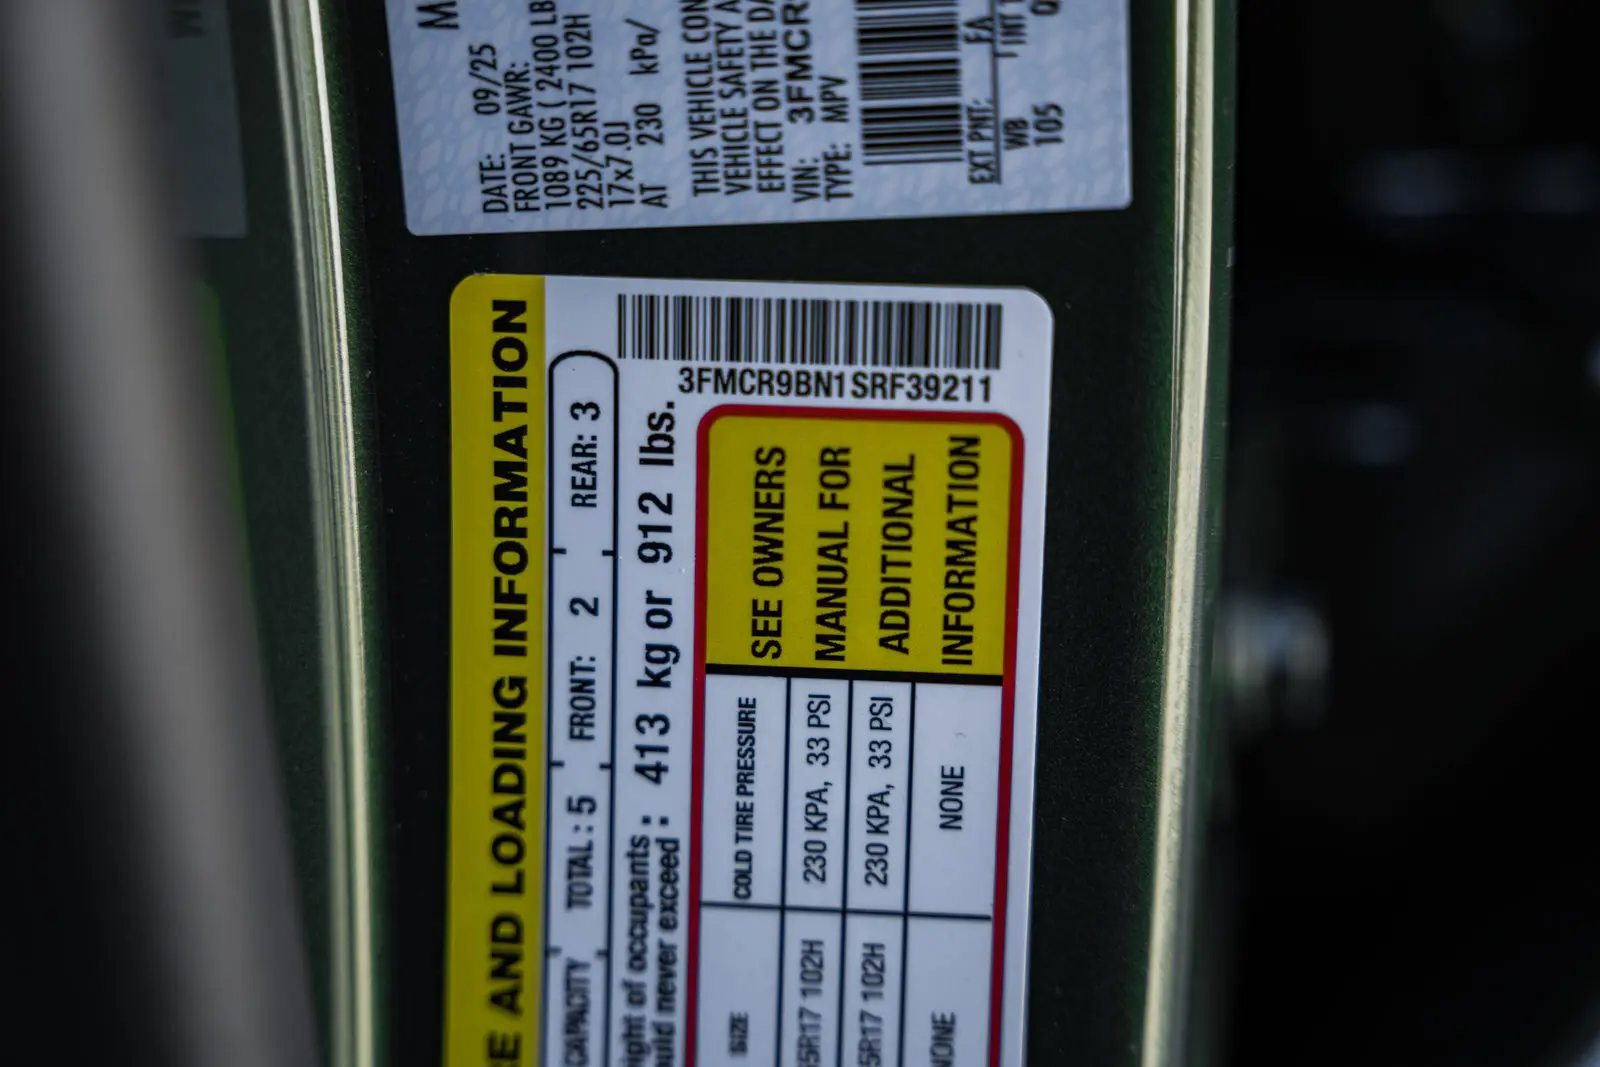 M
DATE: 09/25
FRONT GAWR:
1089 KG ( 2400 LB
225/65R17 102H
17x7.0J
AT 230 kPa/
THIS VEHICLE CON
VEHICLE SAFETY A
EFFECT ON THE DA
VIN: 3FMCR
TYPE: MPV
EXT PNT: FA
WB
105
E AND LOADING INFORMATION
CAPACITY TOTAL : 5 FRONT: 2 REAR: 3
ight of occupants
ould never exceed : 413 kg or 912 lbs.
3FMCR9BN1SRF39211
SIZE COLD TIRE PRESSURE
5R17 102H 230 KPA, 33 PSI
5R17 102H 230 KPA, 33 PSI
NONE NONE
SEE OWNERS
MANUAL FOR
ADDITIONAL
INFORMATION